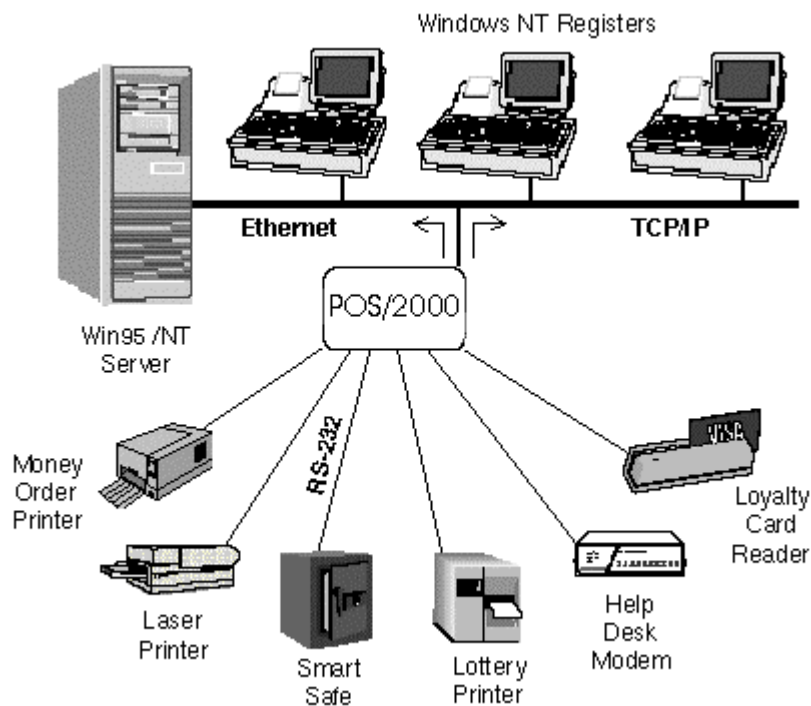 Windows NT Registers
Ethernet
TCP/IP
POS/2000
Win95 /NT
Server
RS-232
VISA
Money
Order
Printer
Loyalty
Card
Reader
Laser
Printer
Smart
Safe
Lottery
Printer
Help
Desk
Modem